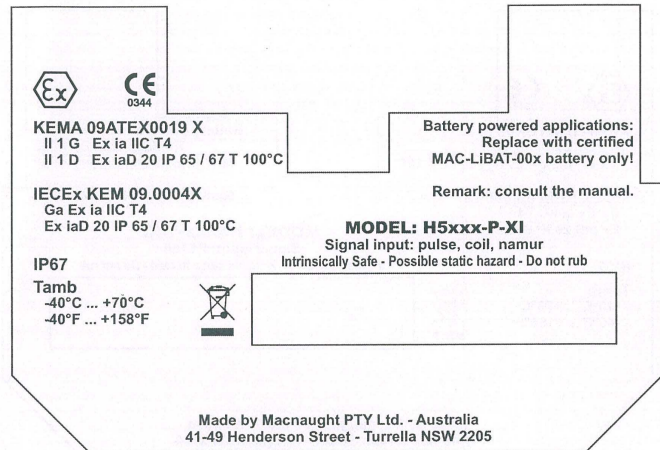 Ex
CE
0344
KEMA 09ATEX0019 X
II 1 G Ex ia IIC T4
II 1 D Ex iaD 20 IP 65 / 67 T 100°C
Battery powered applications:
Replace with certified
MAC-LiBAT-00x battery only!
Remark: consult the manual.
IECEx KEM 09.0004X
Ga Ex ia IIC T4
Ex iaD 20 IP 65 / 67 T 100°C
MODEL: H5xxx-P-XI
Signal input: pulse, coil, namur
Intrinsically Safe - Possible static hazard - Do not rub
IP67
Tamb
-40°C ... +70°C
-40°F ... +158°F
Made by Macnaught PTY Ltd. - Australia
41-49 Henderson Street - Turrella NSW 2205